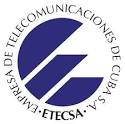 EMPRESA DE TELECOMUNICACIONES DE CUBA S.A.
·ETECSA·